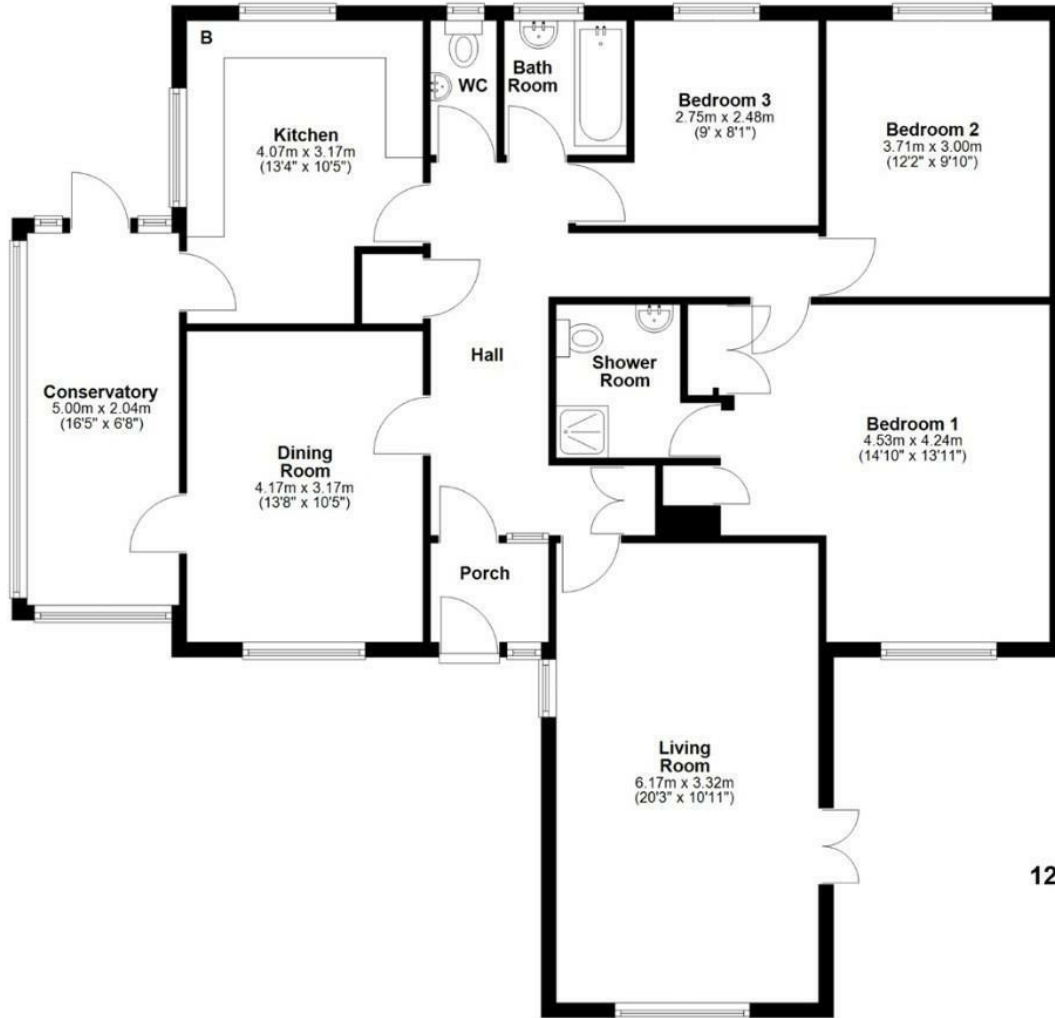 B
WC
Bath
Room
Bedroom 3
2.75m x 2.48m
(9' x 8'1")
Bedroom 2
3.71m x 3.00m
(12'2" x 9'10")
Kitchen
4.07m x 3.17m
(13'4" x 10'5")
Hall
Shower
Room
Conservatory
5.00m x 2.04m
(16'5" x 6'8")
Dining
Room
4.17m x 3.17m
(13'8" x 10'5")
Bedroom 1
4.53m x 4.24m
(14'10" x 13'11")
Porch
Living
Room
6.17m x 3.32m
(20'3" x 10'11")
12